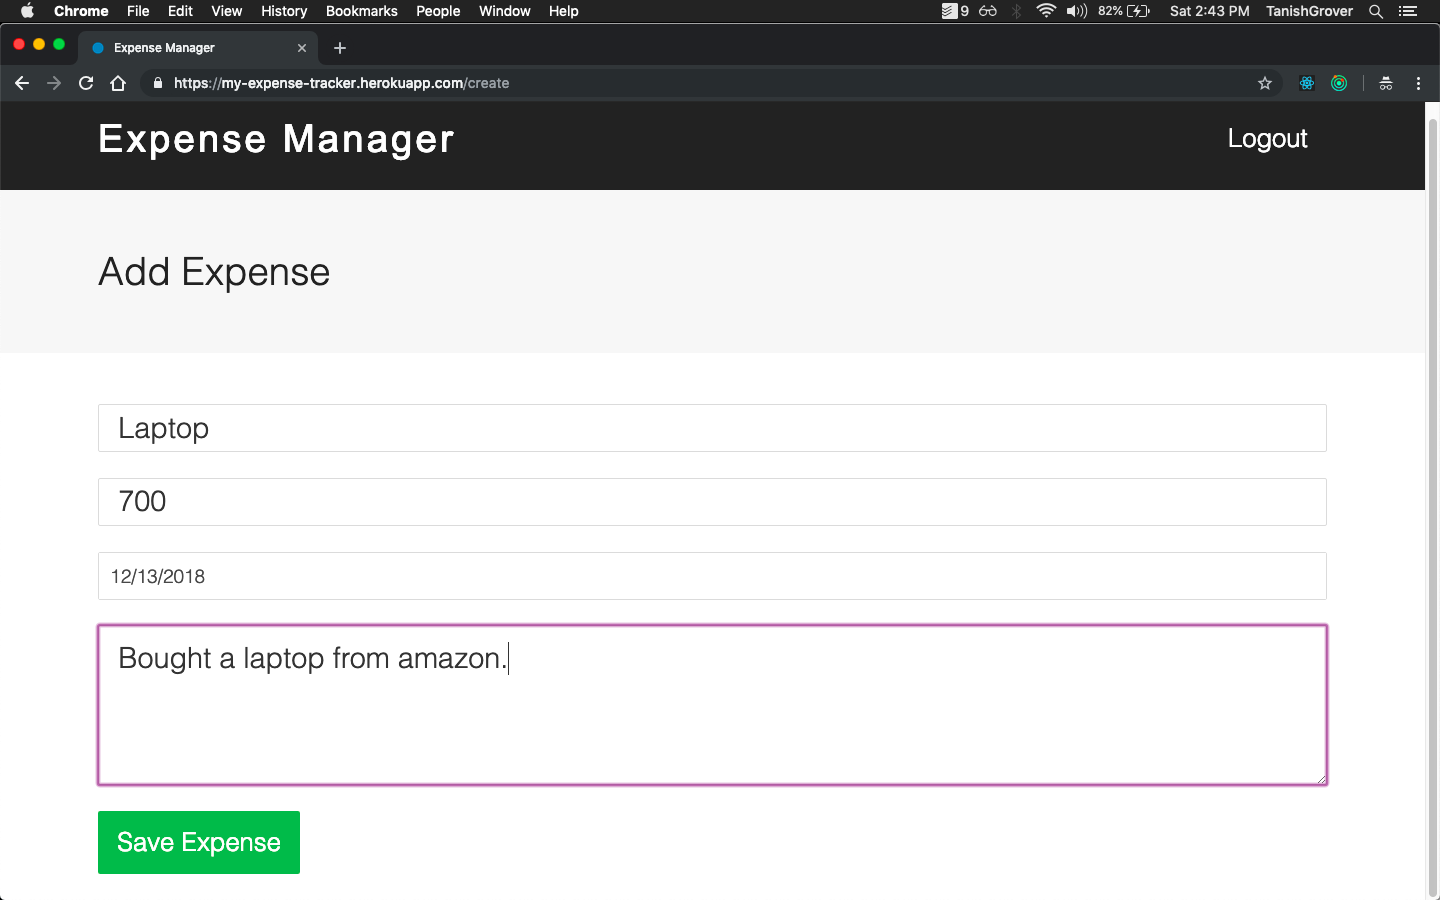 Chrome File Edit View History Bookmarks People Window Help 9 82% Sat 2:43 PM TanishGrover
Expense Manager
https://my-expense-tracker.herokuapp.com/create
Expense Manager Logout
Add Expense
Laptop
700
12/13/2018
Bought a laptop from amazon.
Save Expense